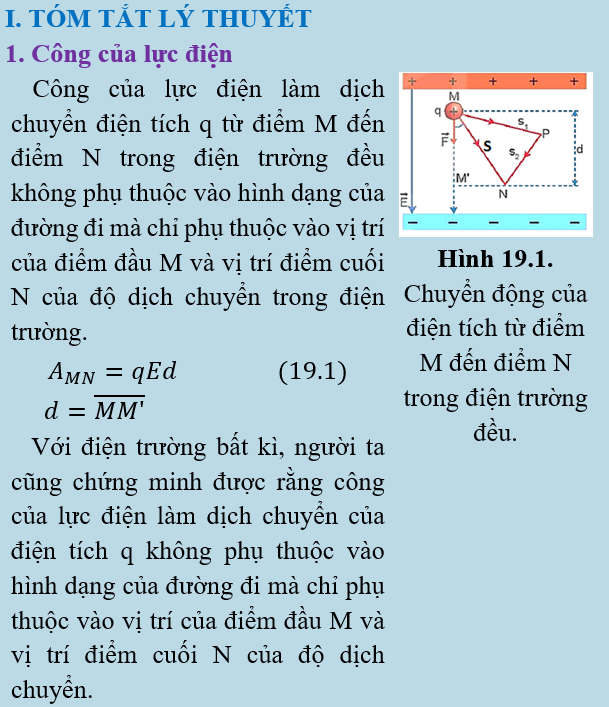 I. TÓM TẮT LÝ THUYẾT
1. Công của lực điện
Công của lực điện làm dịch
chuyển điện tích q từ điểm M đến
điểm N trong điện trường đều
không phụ thuộc vào hình dạng của
đường đi mà chỉ phụ thuộc vào vị trí
của điểm đầu M và vị trí điểm cuối
N của độ dịch chuyển trong điện
trường.
A_{MN} = qEd (19.1)
d = \overline{MM'}
Với điện trường bất kì, người ta
cũng chứng minh được rằng công
của lực điện làm dịch chuyển của
điện tích q không phụ thuộc vào
hình dạng của đường đi mà chỉ phụ
thuộc vào vị trí của điểm đầu M và
vị trí điểm cuối N của độ dịch
chuyển.
+ + + + +
M
q +
s₁
P
F⃗
S
s₂
d
M'
N
E⃗
− − − − −
Hình 19.1.
Chuyển động của
điện tích từ điểm
M đến điểm N
trong điện trường
đều.